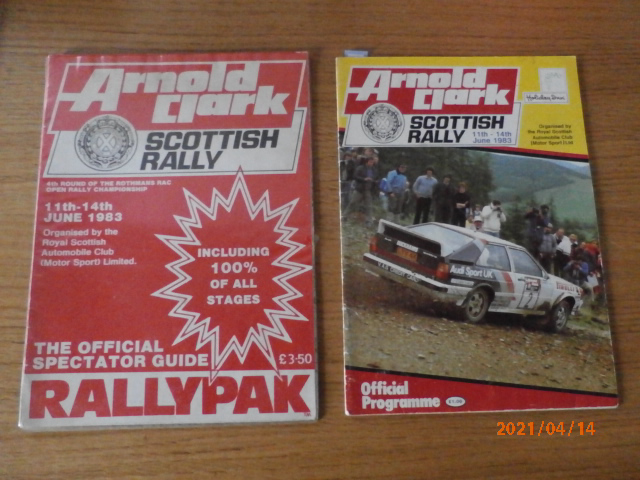 Arnold
Clark
SCOTTISH
RALLY
4th ROUND OF THE ROTHMANS RAC
OPEN RALLY CHAMPIONSHIP
11th-14th
JUNE 1983
Organised by the
Royal Scottish
Automobile Club
(Motor Sport) Limited.
INCLUDING
100%
OF ALL
STAGES
THE OFFICIAL
SPECTATOR GUIDE
£3·50
RALLYPAK
Arnold
Clark
SCOTTISH
RALLY
11th - 14th
June 1983
Holiday Inn
Organised by
the Royal Scottish
Automobile Club
(Motor Sport) Ltd
Audi Sport UK
2
Official
Programme
2021/04/14